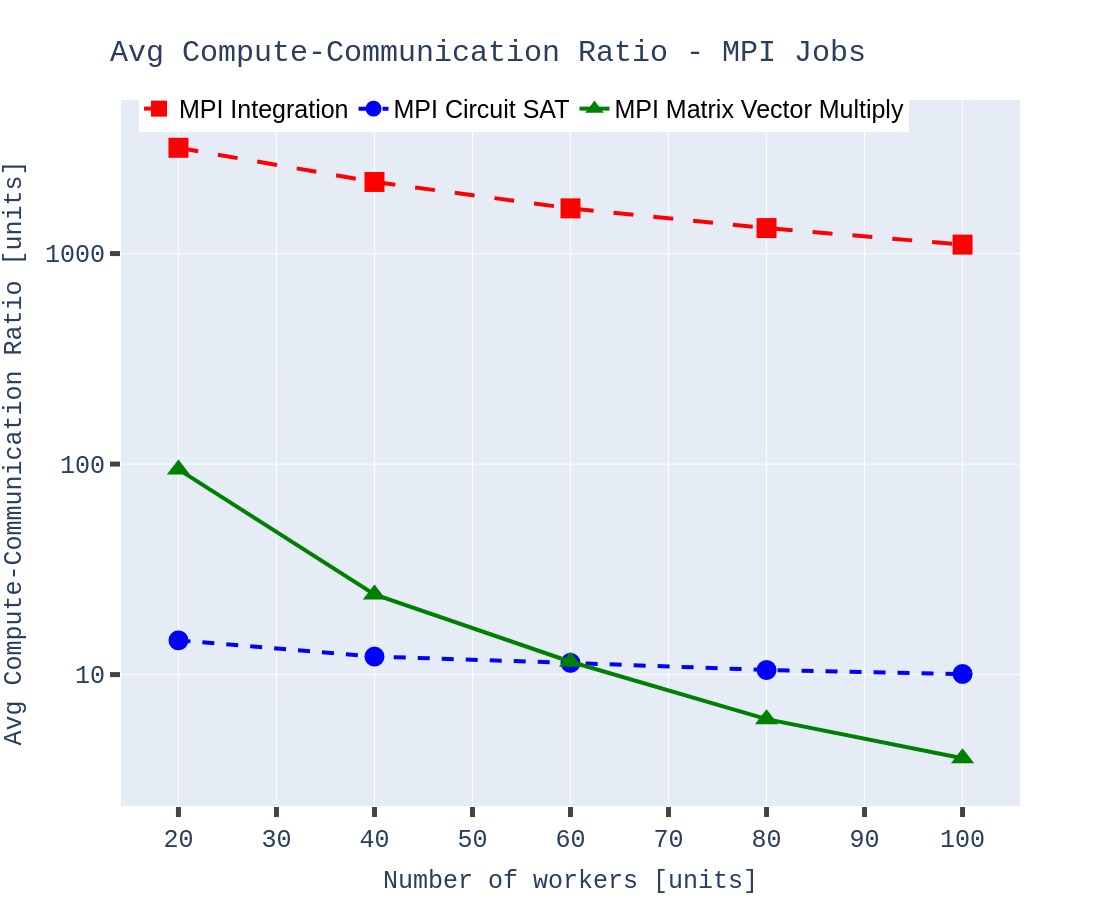 Avg Compute-Communication Ratio - MPI Jobs
MPI Integration MPI Circuit SAT MPI Matrix Vector Multiply
Avg Compute-Communication Ratio [units]
1000
100
10
20 30 40 50 60 70 80 90 100
Number of workers [units]